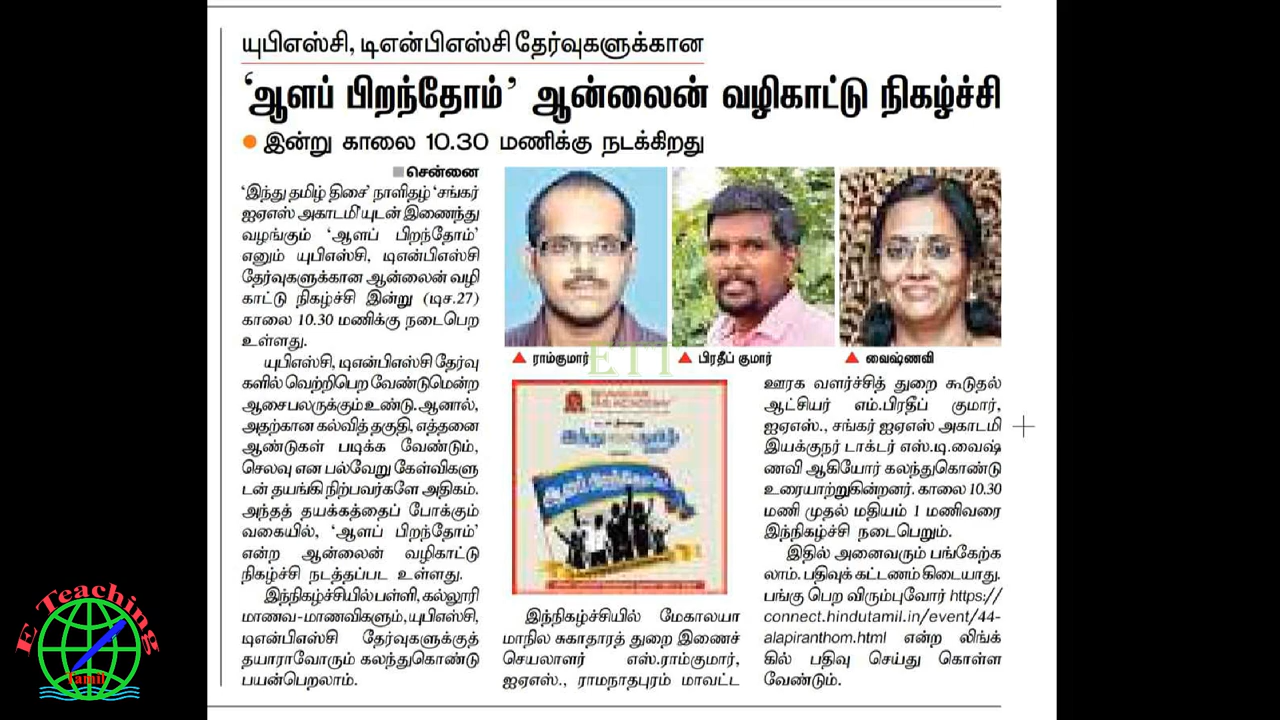 யுபிஎஸ்சி, டிஎன்பிஎஸ்சி தேர்வுகளுக்கான
‘ஆளப் பிறந்தோம்’ ஆன்லைன் வழிகாட்டு நிகழ்ச்சி
இன்று காலை 10.30 மணிக்கு நடக்கிறது
சென்னை
‘இந்து தமிழ் திசை’ நாளிதழ் ‘சங்கர்
ஐஏஎஸ் அகாடமி’யுடன் இணைந்து
வழங்கும் ‘ஆளப் பிறந்தோம்’
எனும் யுபிஎஸ்சி, டிஎன்பிஎஸ்சி
தேர்வுகளுக்கான ஆன்லைன் வழி
காட்டு நிகழ்ச்சி இன்று (டிச.27)
காலை 10.30 மணிக்கு நடைபெற
உள்ளது.
யுபிஎஸ்சி, டிஎன்பிஎஸ்சி தேர்வு
களில் வெற்றிபெற வேண்டுமென்ற
ஆசை பலருக்கும் உண்டு. ஆனால்,
அதற்கான கல்வித் தகுதி, எத்தனை
ஆண்டுகள் படிக்க வேண்டும்,
செலவு என பல்வேறு கேள்விகளு
டன் தயங்கி நிற்பவர்களே அதிகம்.
அந்தத் தயக்கத்தைப் போக்கும்
வகையில், ‘ஆளப் பிறந்தோம்’
என்ற ஆன்லைன் வழிகாட்டு
நிகழ்ச்சி நடத்தப்பட உள்ளது.
இந்நிகழ்ச்சியில் பள்ளி, கல்லூரி
மாணவ-மாணவிகளும், யுபிஎஸ்சி,
டிஎன்பிஎஸ்சி தேர்வுகளுக்குத்
தயாராவோரும் கலந்துகொண்டு
பயன்பெறலாம்.
ராம்குமார்
பிரதீப் குமார்
வைஷ்ணவி
ETT
ஆளப் பிறந்தோம்
இந்நிகழ்ச்சியில் மேகாலயா
மாநில சுகாதாரத் துறை இணைச்
செயலாளர் எஸ்.ராம்குமார்,
ஐஏஎஸ்., ராமநாதபுரம் மாவட்ட
ஊரக வளர்ச்சித் துறை கூடுதல்
ஆட்சியர் எம்.பிரதீப் குமார்,
ஐஏஎஸ்., சங்கர் ஐஏஎஸ் அகாடமி
இயக்குநர் டாக்டர் எஸ்.டி.வைஷ்
ணவி ஆகியோர் கலந்துகொண்டு
உரையாற்றுகின்றனர். காலை 10.30
மணி முதல் மதியம் 1 மணிவரை
இந்நிகழ்ச்சி நடைபெறும்.
இதில் அனைவரும் பங்கேற்க
லாம். பதிவுக் கட்டணம் கிடையாது.
பங்கு பெற விரும்புவோர் https://
connect.hindutamil.in/event/44-
alapiranthom.html என்ற லிங்க்
கில் பதிவு செய்து கொள்ள
வேண்டும்.
E Teaching
Tamil